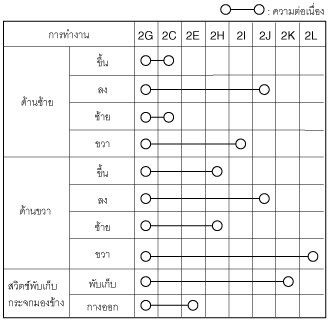 : ความต่อเนื่อง
การทำงาน 2G 2C 2E 2H 2I 2J 2K 2L
ด้านซ้าย
ขึ้น
ลง
ซ้าย
ขวา
ด้านขวา
ขึ้น
ลง
ซ้าย
ขวา
สวิตช์พับเก็บ
กระจกมองข้าง
พับเก็บ
กางออก